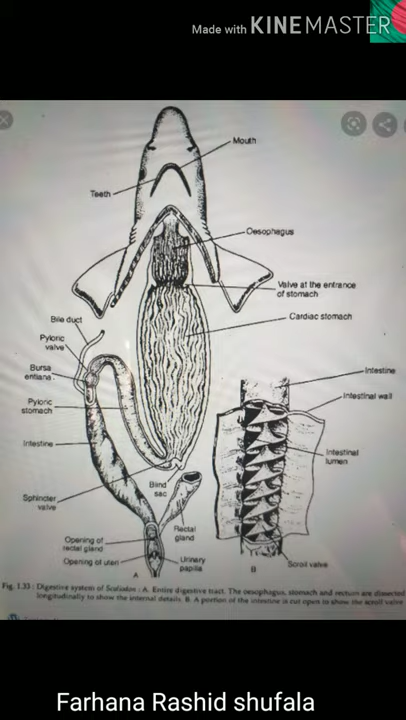 Made with KINEMASTER
Mouth
Teeth
Oesophagus
Valve at the entrance
of stomach
Cardiac stomach
Bile duct
Pyloric
valve
Bursa
entiana
Pyloric
stomach
Intestine
Sphincter
valve
Blind
sac
Rectal
gland
Opening of
rectal gland
Opening of uteri
Urinary
papilla
A
Intestine
Intestinal wall
Intestinal
lumen
Scroll valve
B
Fig. 1.33 : Digestive system of Scoliodon : A. Entire digestive tract. The oesophagus, stomach and rectum are dissected
longitudinally to show the internal details. B. A portion of the intestine is cut open to show the scroll valve
Farhana Rashid shufala